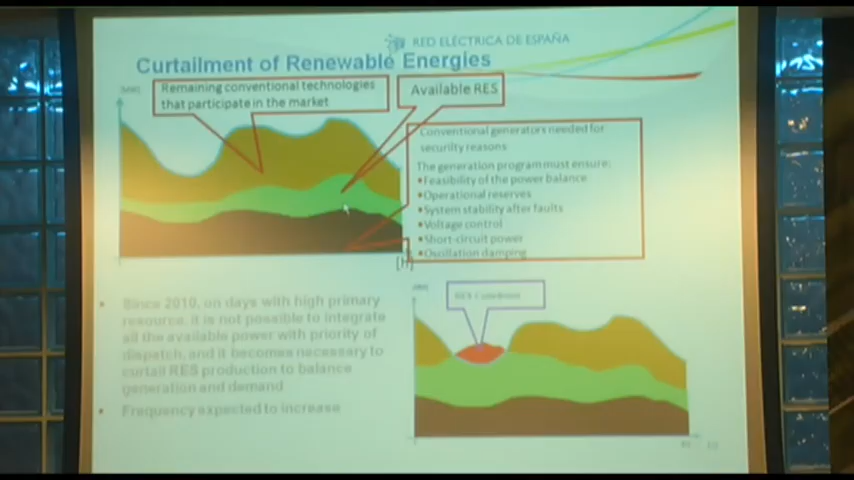 RED ELÉCTRICA DE ESPAÑA
Curtailment of Renewable Energies
Remaining conventional technologies
that participate in the market
Available RES
Conventional generators needed for
security reasons
The generation program must ensure:
•Feasibility of the power balance
•Operational reserves
•System stability after faults
•Voltage control
•Short-circuit power
•Oscillation damping
[h]
• Since 2010, on days with high primary
resource, it is not possible to integrate
all the available power with priority of
dispatch, and it becomes necessary to
curtail RES production to balance
generation and demand
• Frequency expected to increase